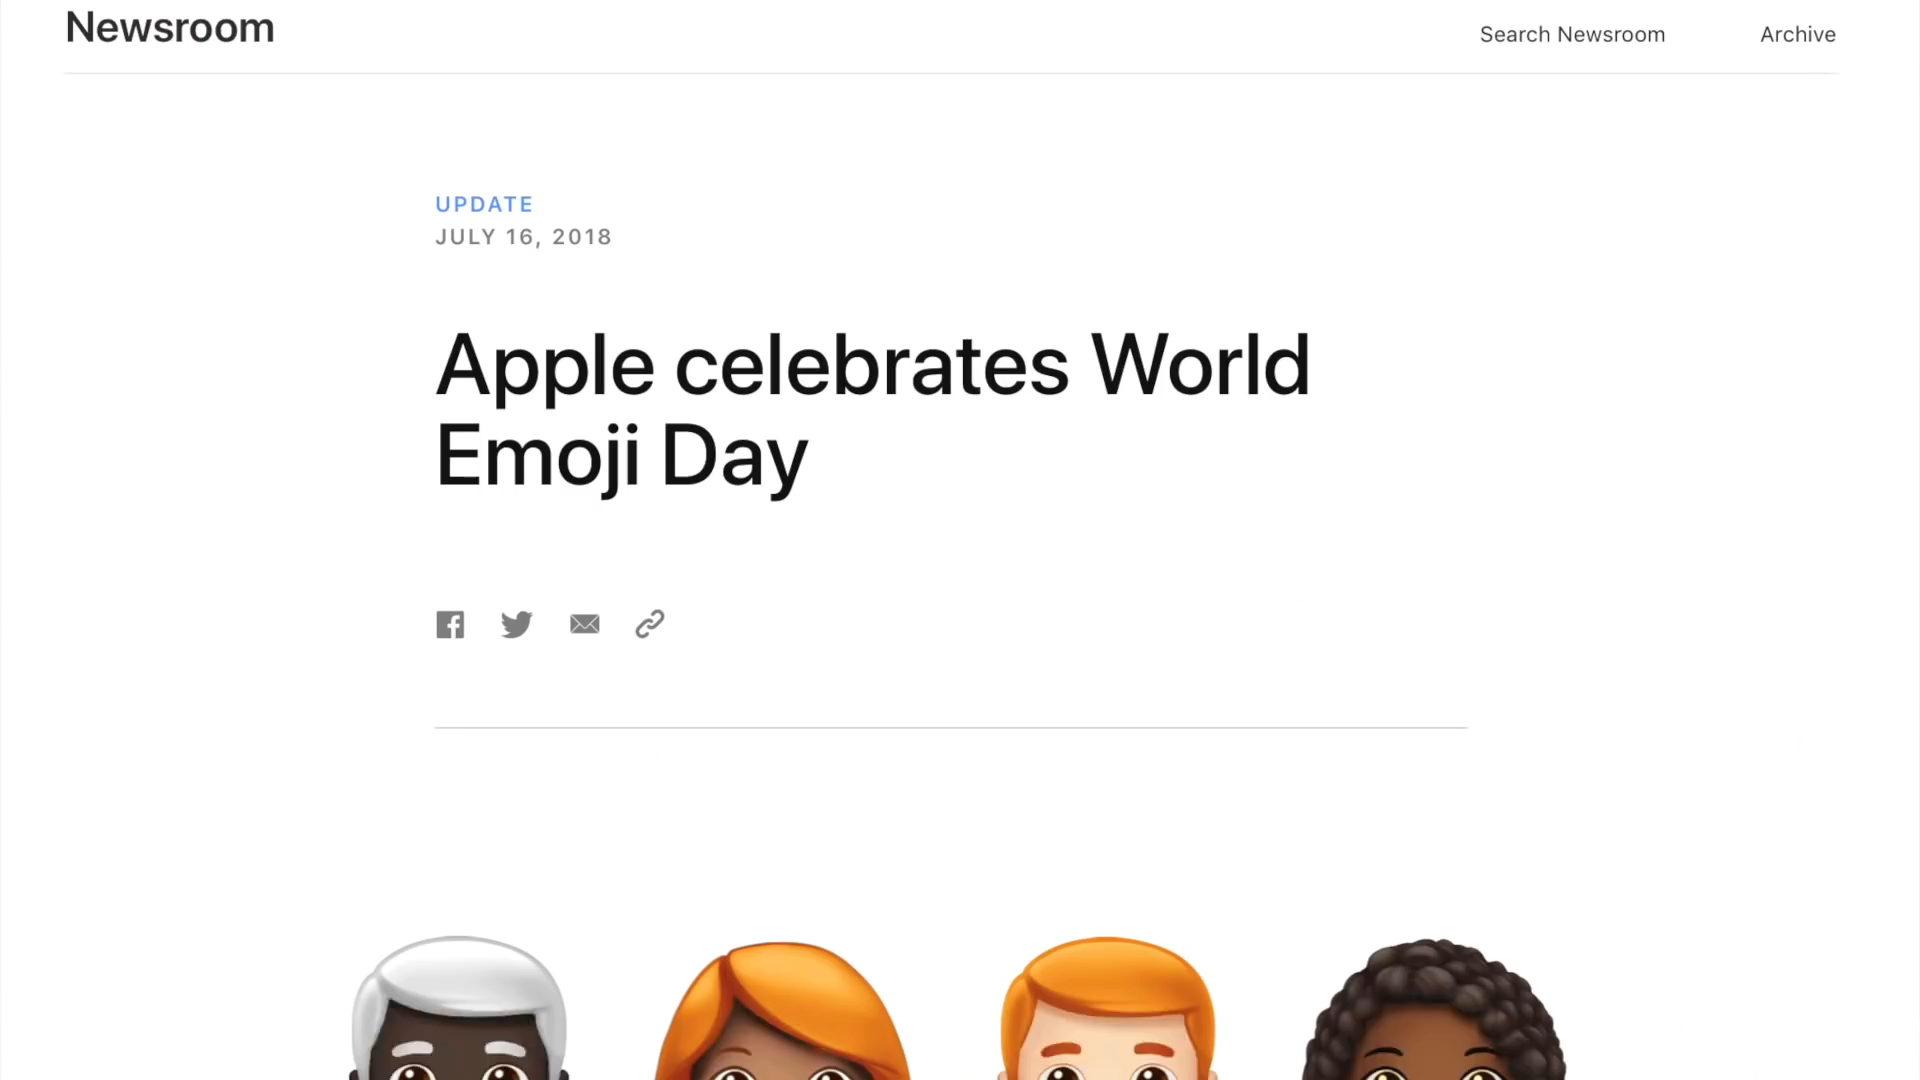 Newsroom
Search Newsroom
Archive
UPDATE
JULY 16, 2018
Apple celebrates World
Emoji Day